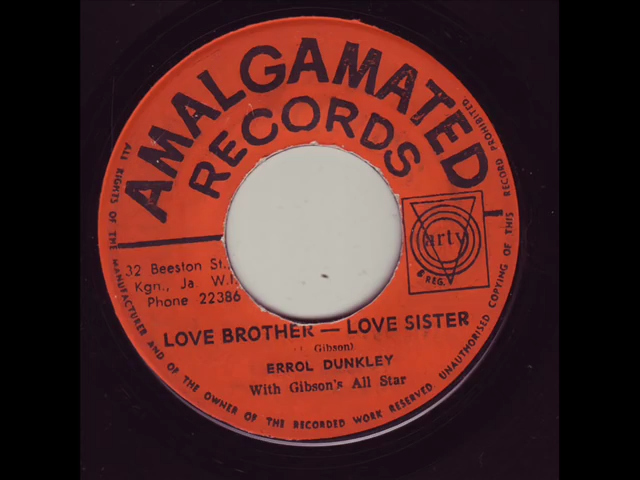 AMALGAMATED
RECORDS
32 Beeston St.,
Kgn., Ja. W.I.
Phone 22386
arty
REG.
LOVE BROTHER — LOVE SISTER
Gibson)
ERROL DUNKLEY
With Gibson's All Star
ALL RIGHTS OF THE MANUFACTURER AND OF THE OWNER OF THE RECORDED WORK RESERVED UNAUTHORISED COPYING OF THIS RECORD PROHIBITED.